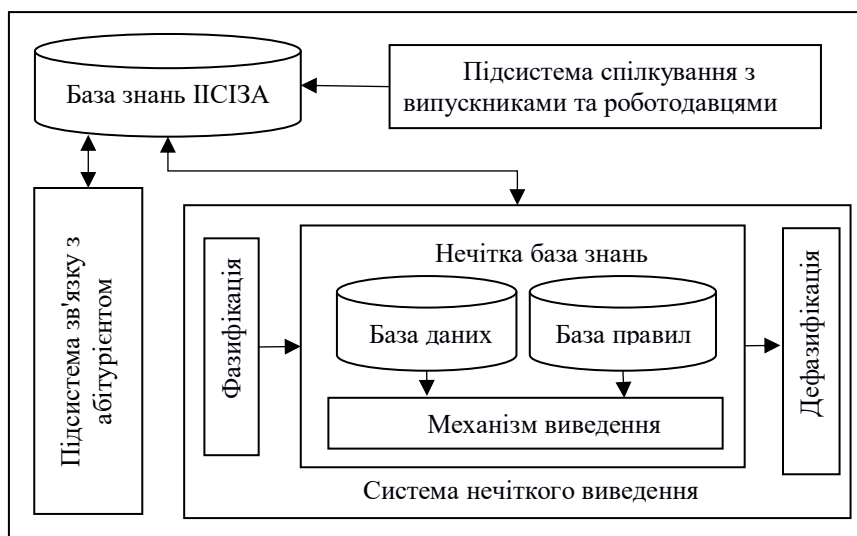 База знань ІІСІЗА
Підсистема спілкування з
випускниками та роботодавцями
Підсистема зв'язку з
абітурієнтом
Фазифікація
Нечітка база знань
База даних
База правил
Механізм виведення
Дефазифікація
Система нечіткого виведення